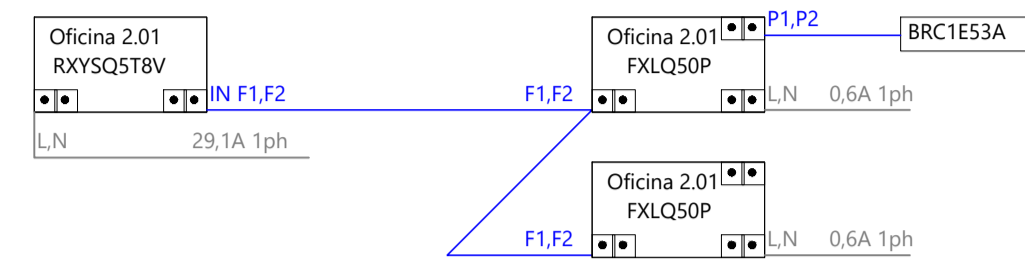 Oficina 2.01
RXYSQ5T8V
IN F1,F2
L,N 29,1A 1ph
Oficina 2.01
FXLQ50P
P1,P2
BRC1E53A
F1,F2
L,N 0,6A 1ph
Oficina 2.01
FXLQ50P
F1,F2
L,N 0,6A 1ph